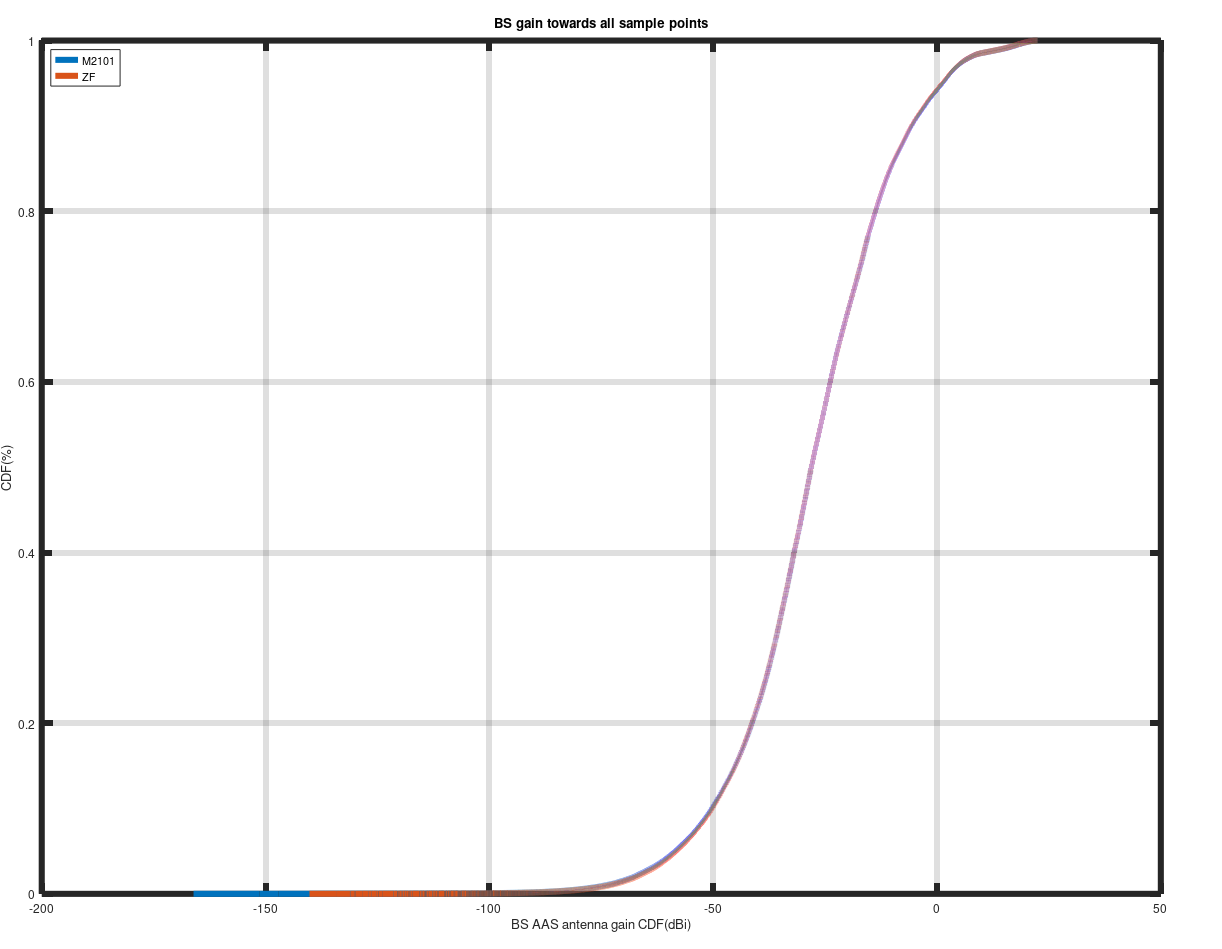 BS gain towards all sample points
M2101
ZF
1
0.8
0.6
0.4
0.2
0
CDF(%)
-200
-150
-100
-50
0
50
BS AAS antenna gain CDF(dBi)